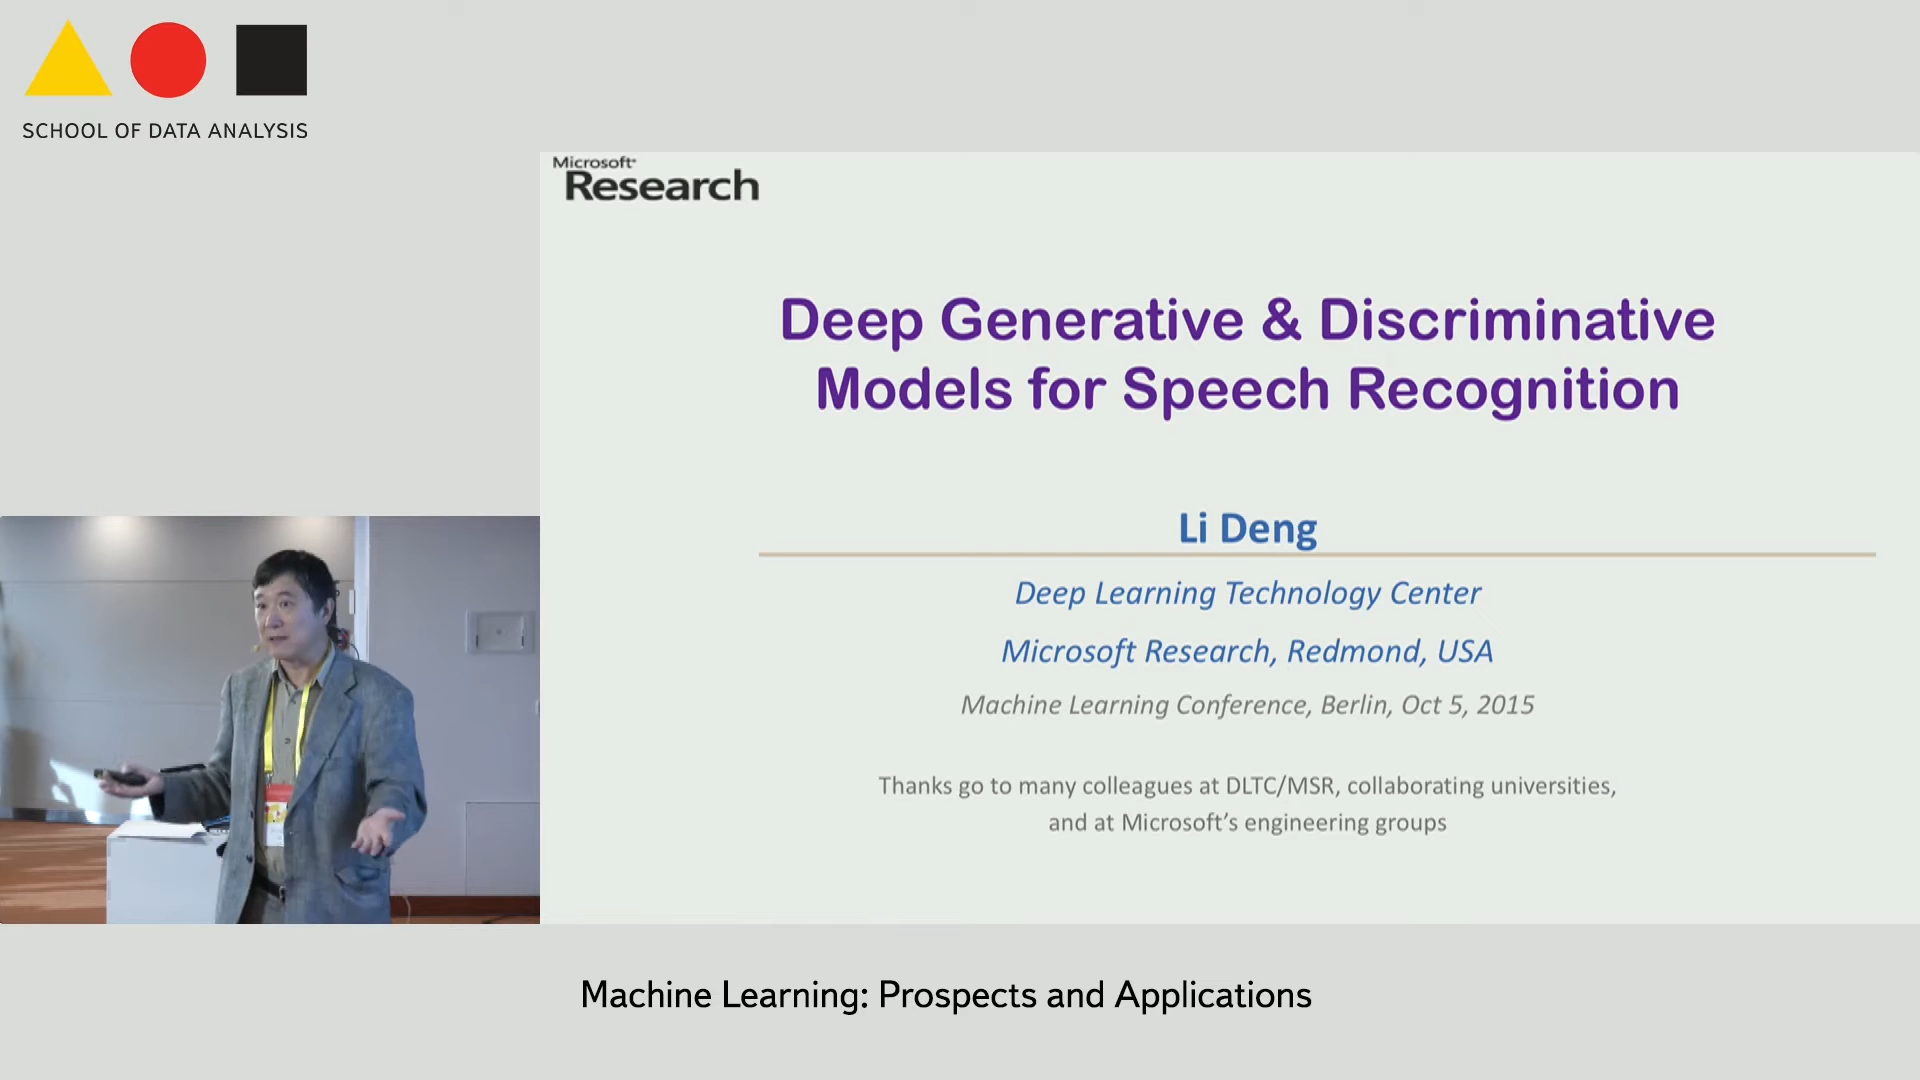 SCHOOL OF DATA ANALYSIS
Microsoft
Research
Deep Generative & Discriminative
Models for Speech Recognition
Li Deng
Deep Learning Technology Center
Microsoft Research, Redmond, USA
Machine Learning Conference, Berlin, Oct 5, 2015
Thanks go to many colleagues at DLTC/MSR, collaborating universities,
and at Microsoft's engineering groups
Machine Learning: Prospects and Applications